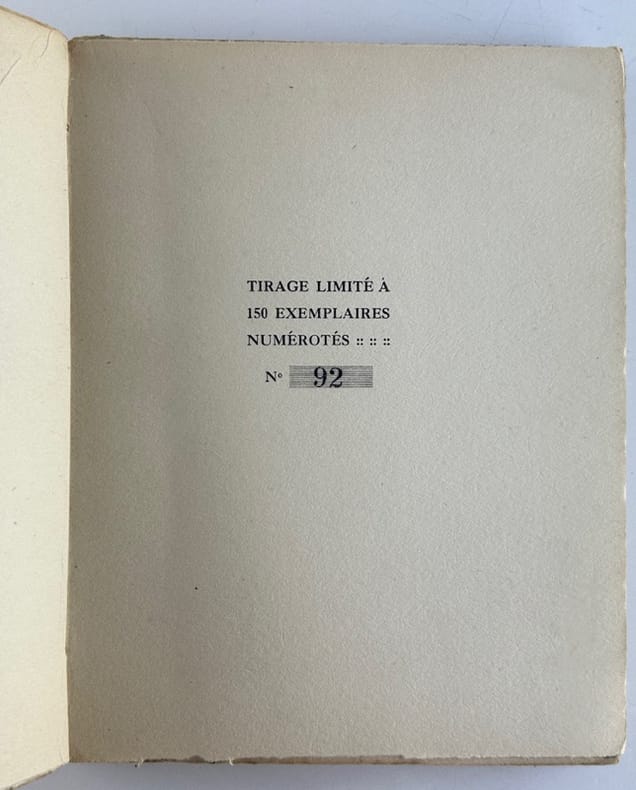 TIRAGE LIMITÉ À
150 EXEMPLAIRES
NUMÉROTÉS :: :: ::
N° 92